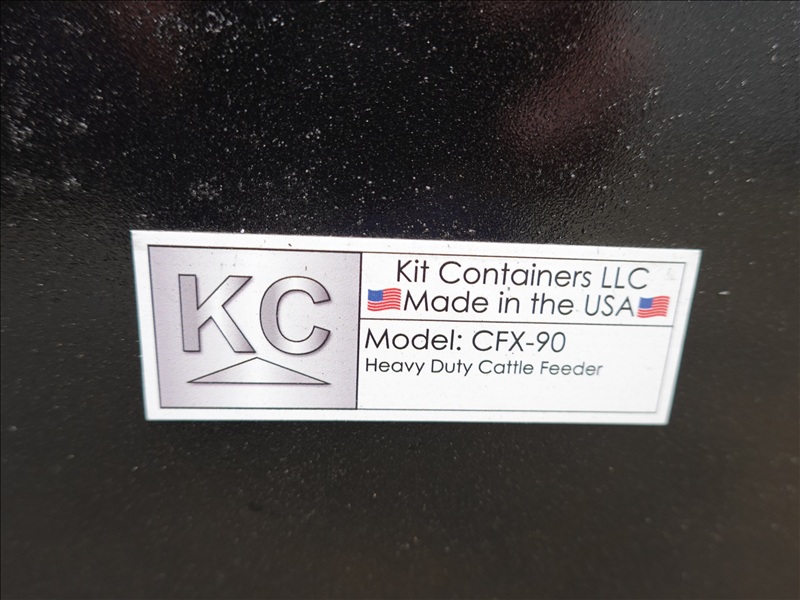 KC
Kit Containers LLC
Made in the USA
Model: CFX-90
Heavy Duty Cattle Feeder